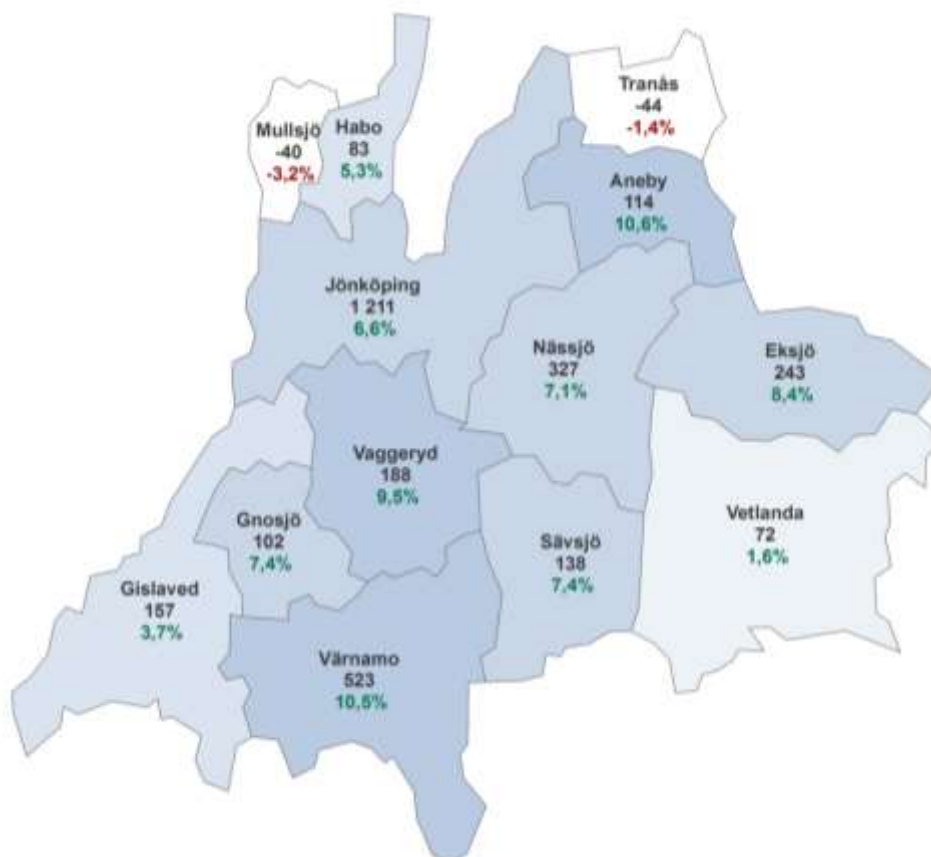 Tranås
-44
-1,4%
Mullsjö
-40
-3,2%
Habo
83
5,3%
Aneby
114
10,6%
Jönköping
1 211
6,6%
Nässjö
327
7,1%
Eksjö
243
8,4%
Vaggeryd
188
9,5%
Gnosjö
102
7,4%
Sävsjö
138
7,4%
Vetlanda
72
1,6%
Gislaved
157
3,7%
Värnamo
523
10,5%